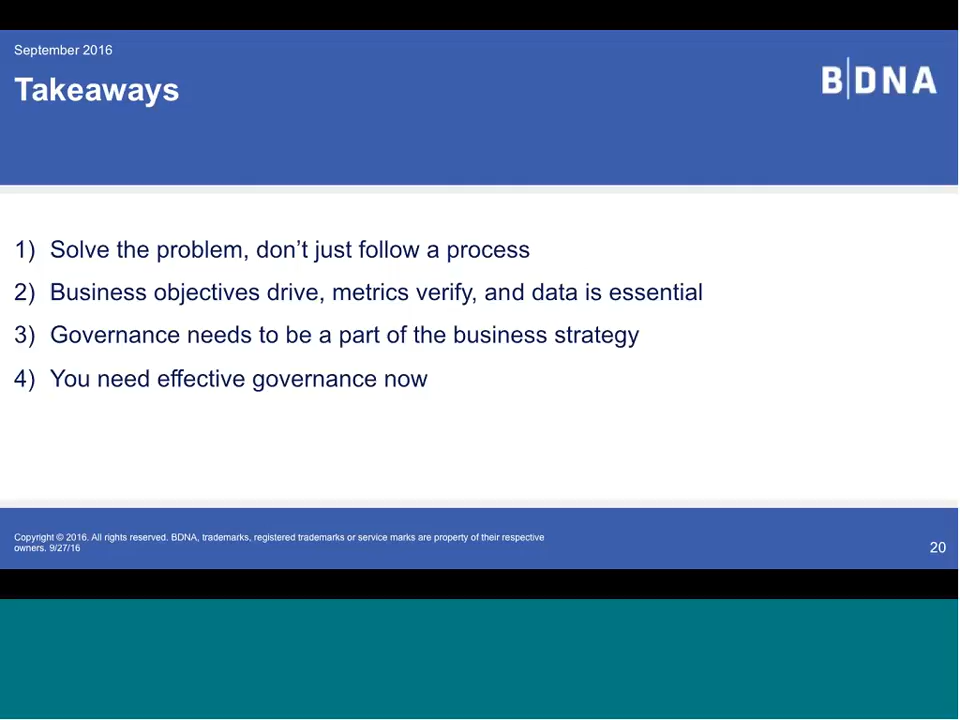 September 2016
Takeaways
B|DNA
1) Solve the problem, don’t just follow a process
2) Business objectives drive, metrics verify, and data is essential
3) Governance needs to be a part of the business strategy
4) You need effective governance now
Copyright © 2016. All rights reserved. BDNA, trademarks, registered trademarks or service marks are property of their respective
owners. 9/27/16
20